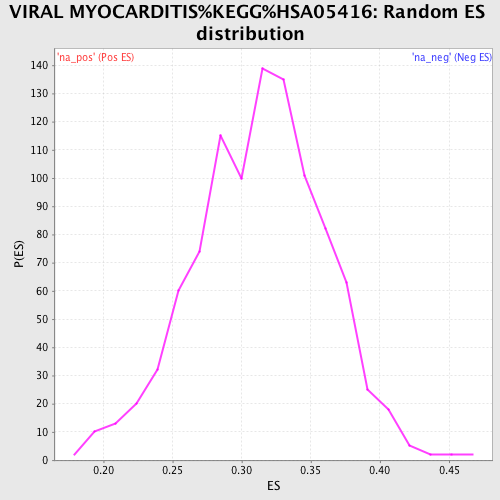 VIRAL MYOCARDITIS%KEGG%HSA05416: Random ES
distribution
'na_pos' (Pos ES) 'na_neg' (Neg ES)
140
130
120
110
100
90
80
70
60
50
40
30
20
10
0
P(ES)
0.20 0.25 0.30 0.35 0.40 0.45
ES